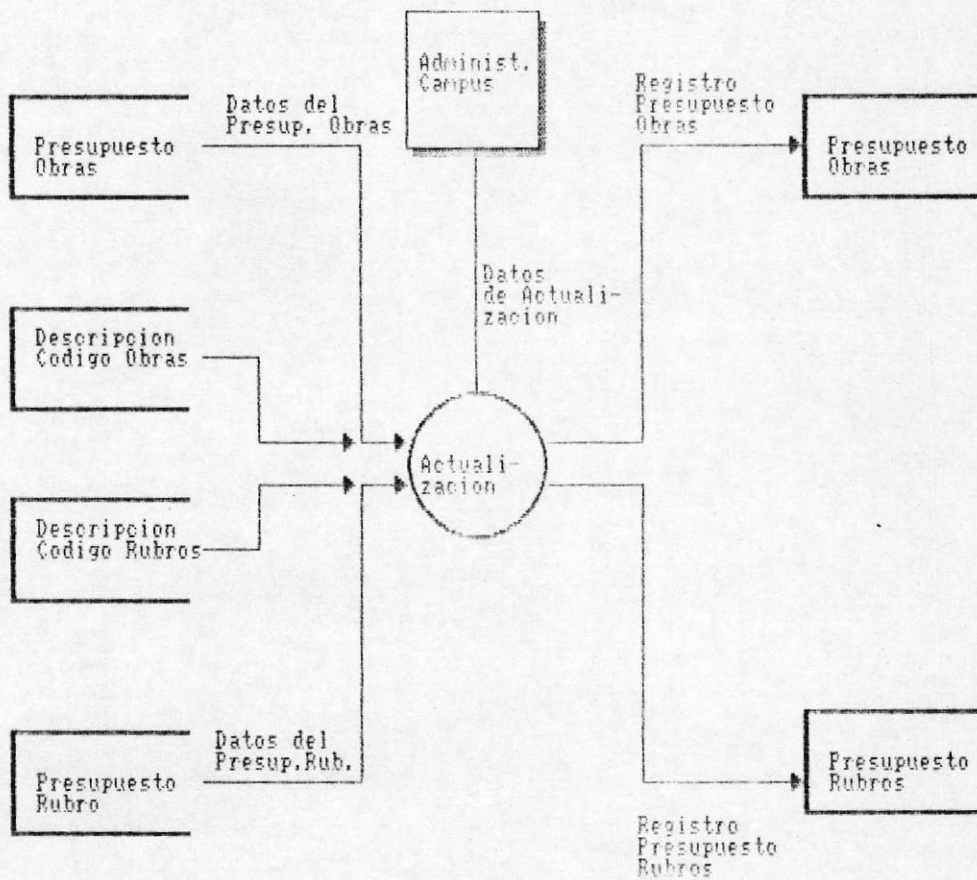 Administ.
Campus
Datos del
Presup. Obras
Registro
Presupuesto
Obras
Presupuesto
Obras
Presupuesto
Obras
Datos
de Actuali-
zacion
Descripcion
Codigo Obras
Actuali-
zacion
Descripcion
Codigo Rubros
Datos del
Presup.Rub.
Presupuesto
Rubro
Presupuesto
Rubros
Registro
Presupuesto
Rubros